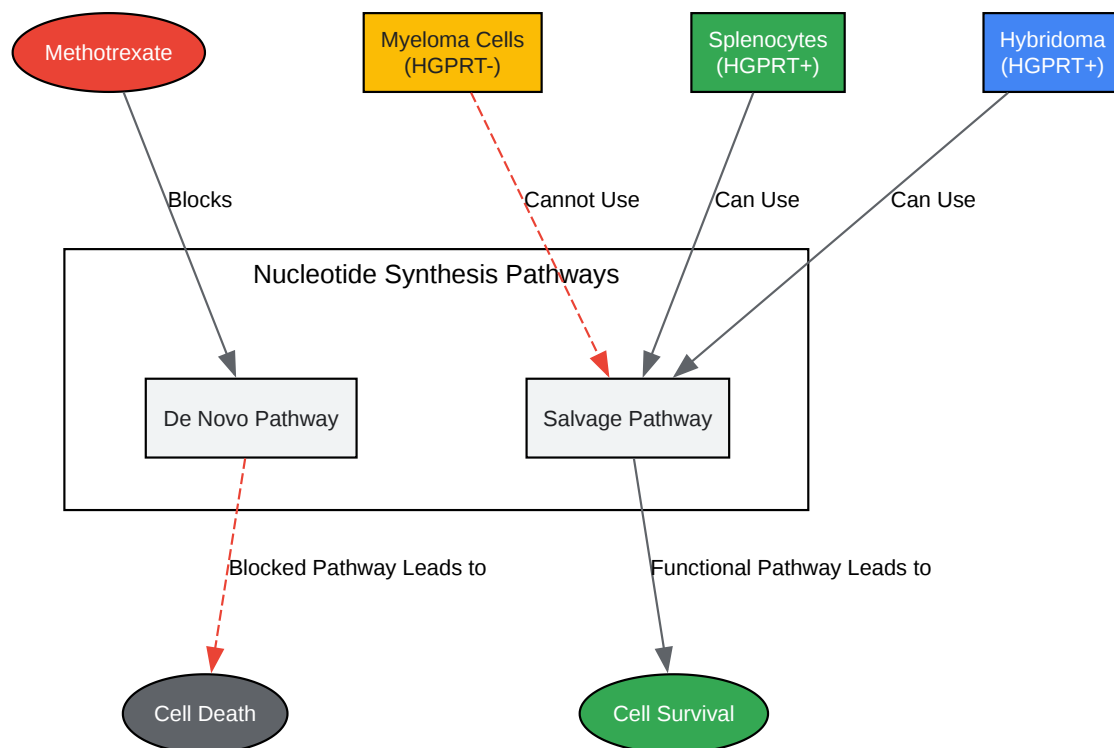 Methotrexate
Myeloma Cells
(HGPRT-)
Splenocytes
(HGPRT+)
Hybridoma
(HGPRT+)
Blocks
Cannot Use
Can Use
Can Use
Nucleotide Synthesis Pathways
De Novo Pathway
Salvage Pathway
Blocked Pathway Leads to
Functional Pathway Leads to
Cell Death
Cell Survival